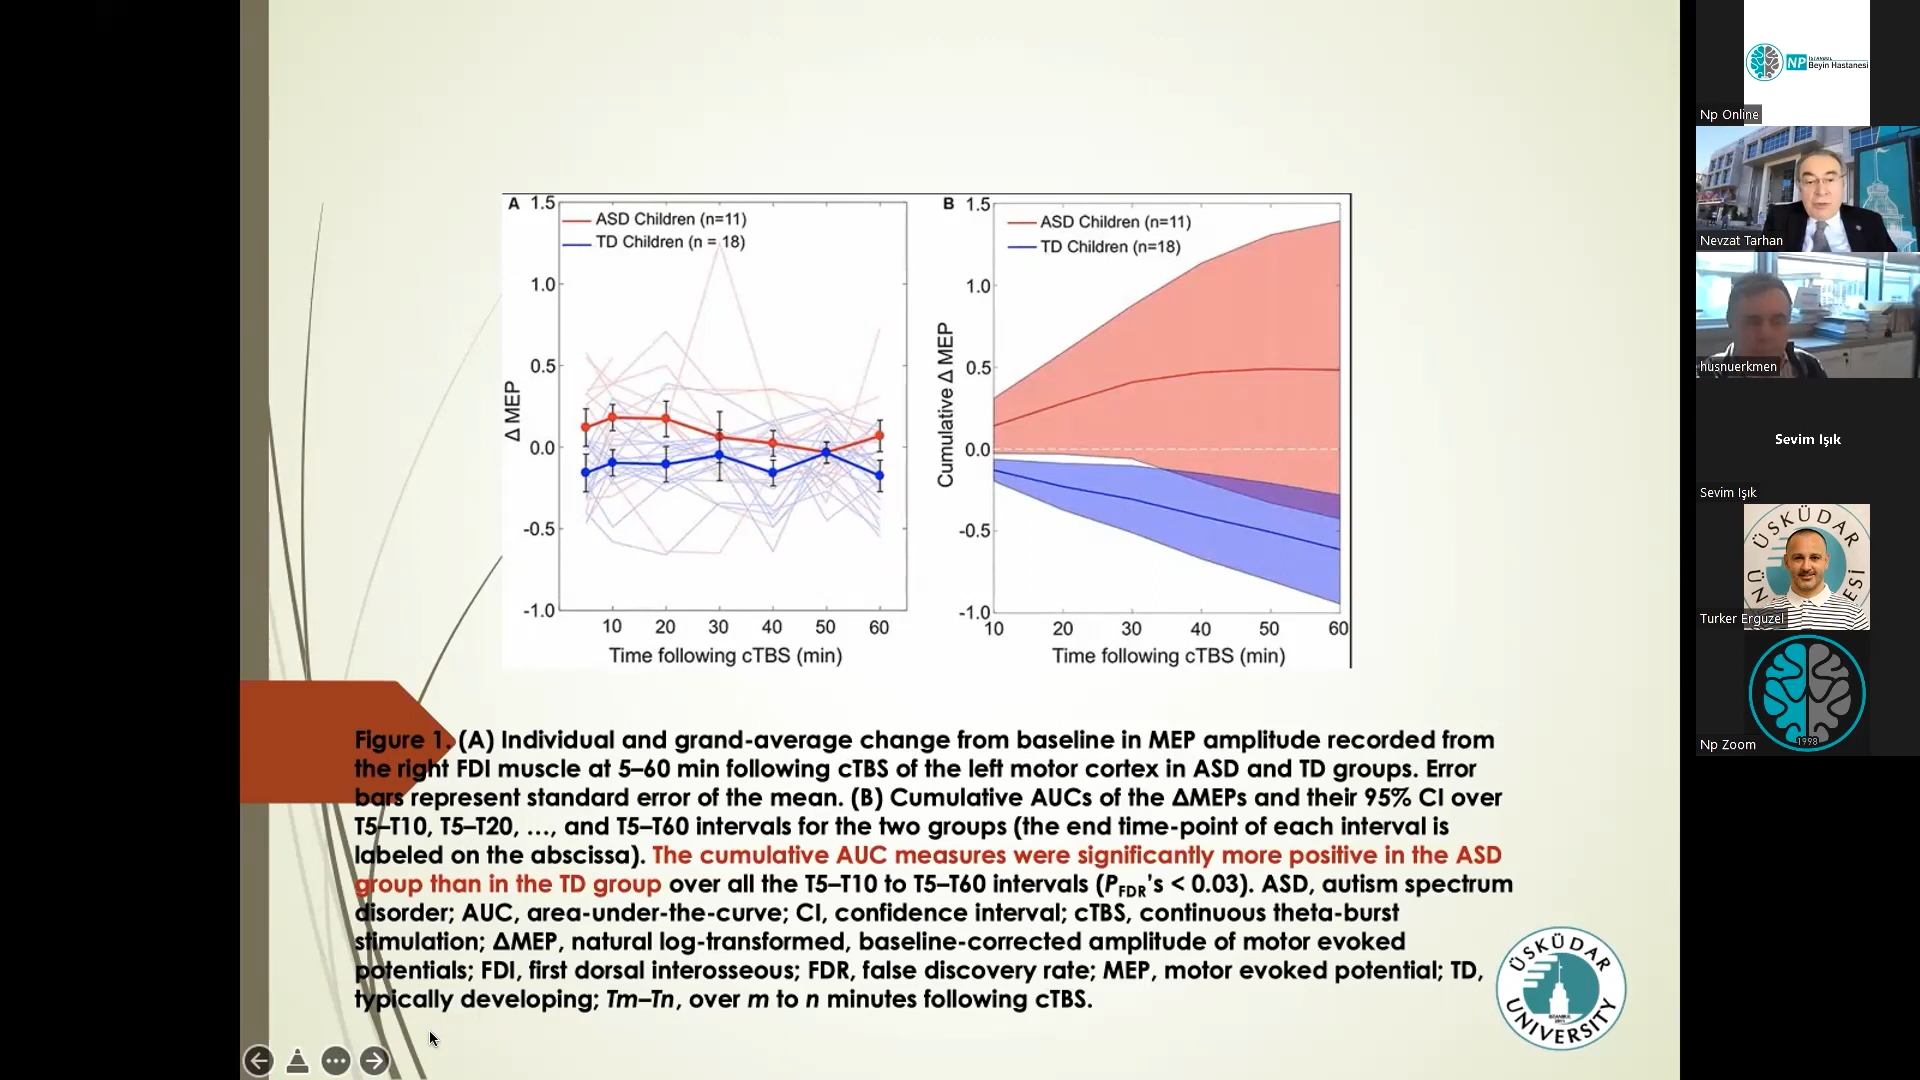 A
1.5
1.0
0.5
0.0
-0.5
-1.0
Δ MEP
ASD Children (n=11)
TD Children (n = 18)
10 20 30 40 50 60
Time following cTBS (min)
B
1.5
1.0
0.5
0.0
-0.5
-1.0
Cumulative Δ MEP
ASD Children (n=11)
TD Children (n=18)
10 20 30 40 50 60
Time following cTBS (min)
Figure 1. (A) Individual and grand-average change from baseline in MEP amplitude recorded from
the right FDI muscle at 5–60 min following cTBS of the left motor cortex in ASD and TD groups. Error
bars represent standard error of the mean. (B) Cumulative AUCs of the ΔMEPs and their 95% CI over
T5–T10, T5–T20, …, and T5–T60 intervals for the two groups (the end time-point of each interval is
labeled on the abscissa). The cumulative AUC measures were significantly more positive in the ASD
group than in the TD group over all the T5–T10 to T5–T60 intervals (PFDR's < 0.03). ASD, autism spectrum
disorder; AUC, area-under-the-curve; CI, confidence interval; cTBS, continuous theta-burst
stimulation; ΔMEP, natural log-transformed, baseline-corrected amplitude of motor evoked
potentials; FDI, first dorsal interosseous; FDR, false discovery rate; MEP, motor evoked potential; TD,
typically developing; Tm–Tn, over m to n minutes following cTBS.
ÜSKÜDAR
UNIVERSITY
NP
İSTANBUL
Beyin Hastanesi
Np Online
Nevzat Tarhan
husnuerkmen
Sevim Işık
Sevim Işık
ÜSKÜDAR
Turker Erguzel
1998
Np Zoom